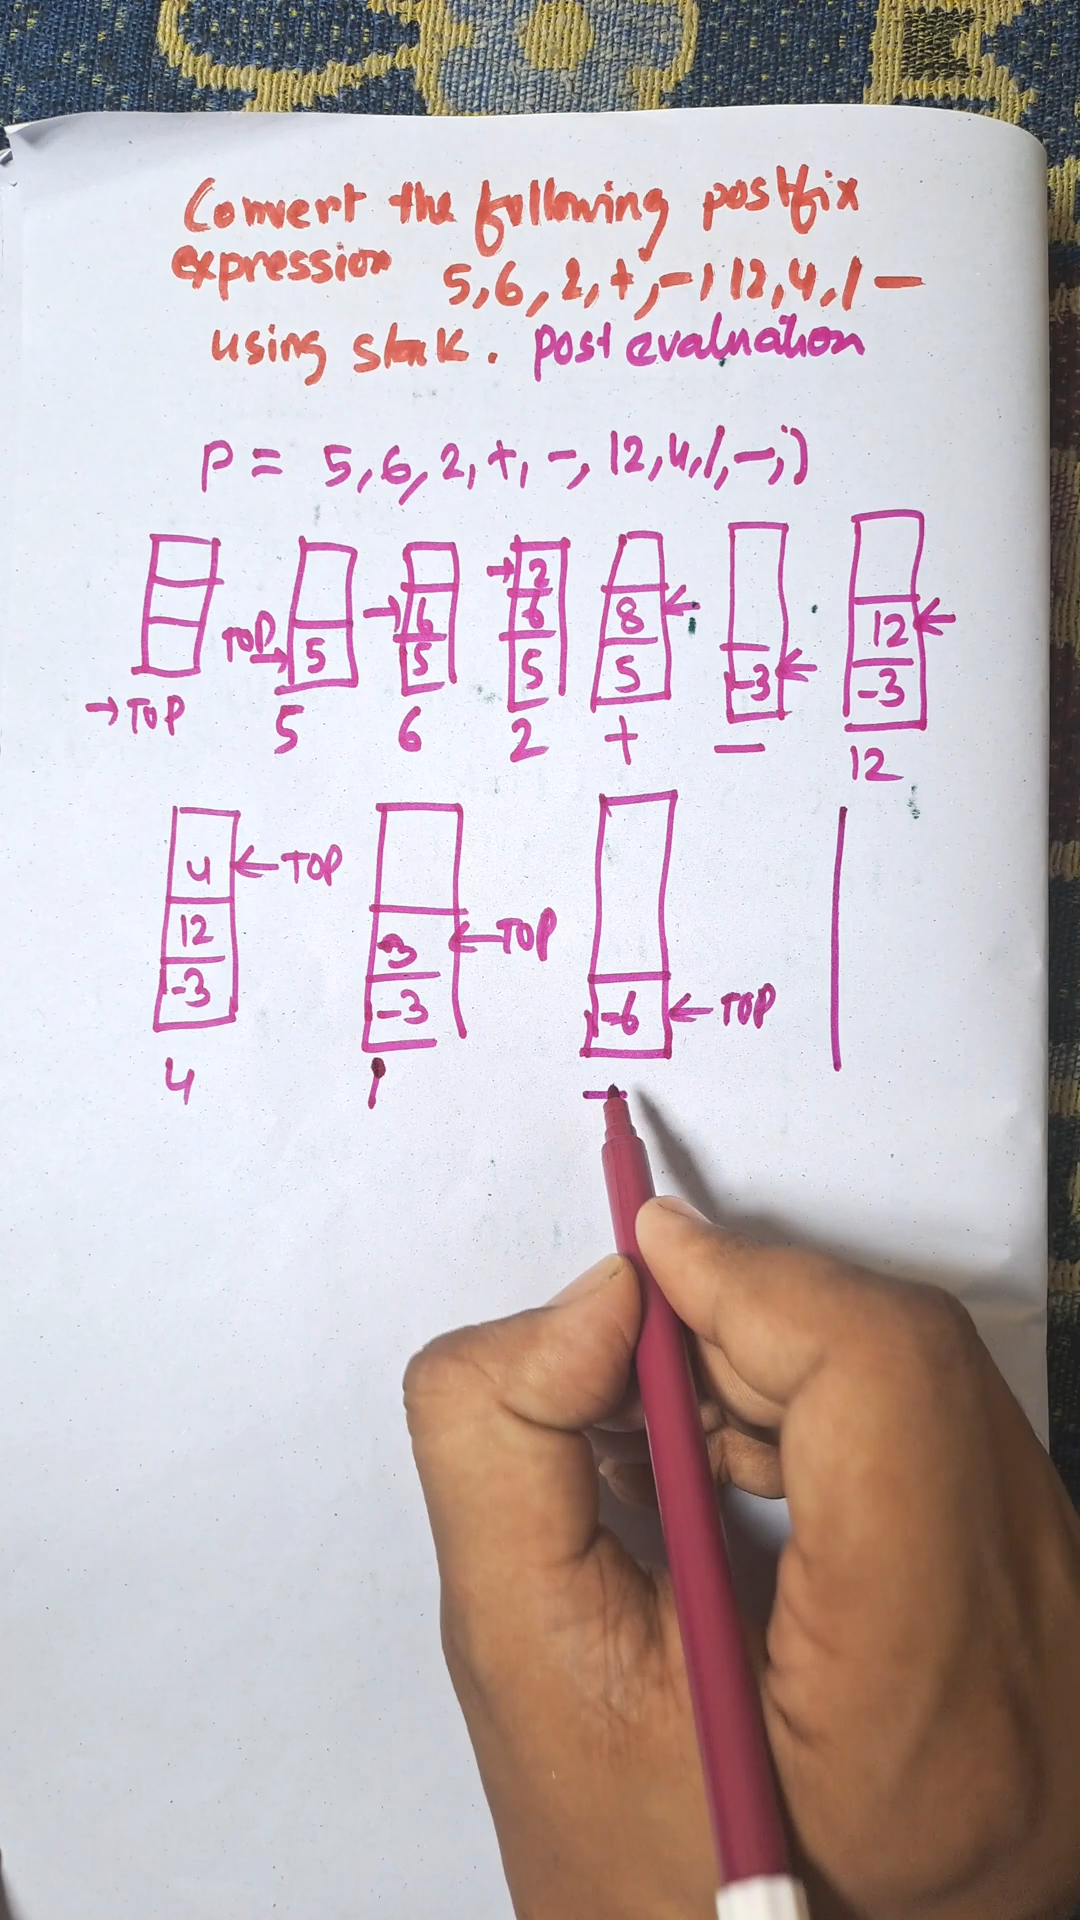 Convert the following postfix
expression 5,6,2,+,-,12,4,/-
using stack. post evaluation
P = 5,6,2,+,-,12,4,/,-,)
→TOP
TOP→ 5
5
→ 6
5
6
→ 2
6
5
2
8 ←
5
+
-3 ←
-
12 ←
-3
12
4 ← TOP
12
-3
4
3 ← TOP
-3
/
-6 ← TOP
-